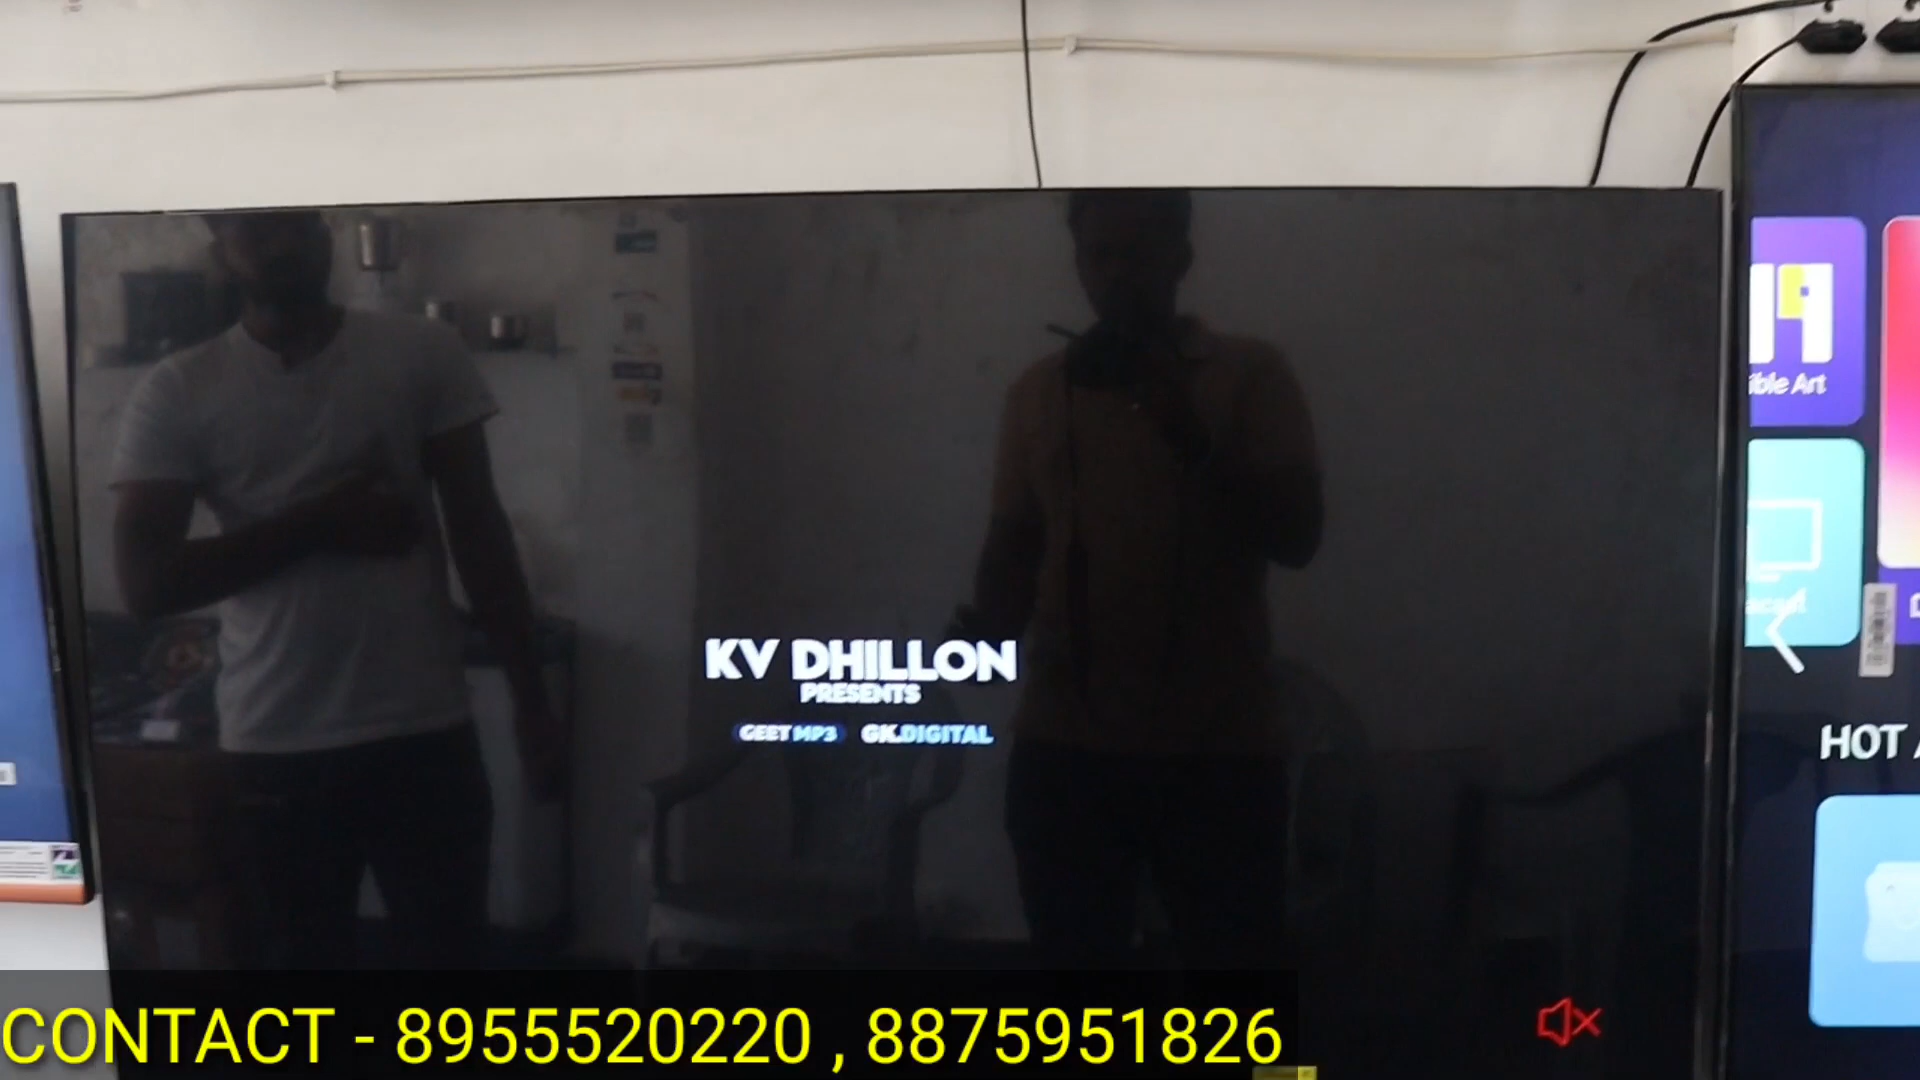 ible Art
KV DHILLON
PRESENTS
GEET MP3 GK.DIGITAL
HOT
CONTACT - 8955520220 , 8875951826